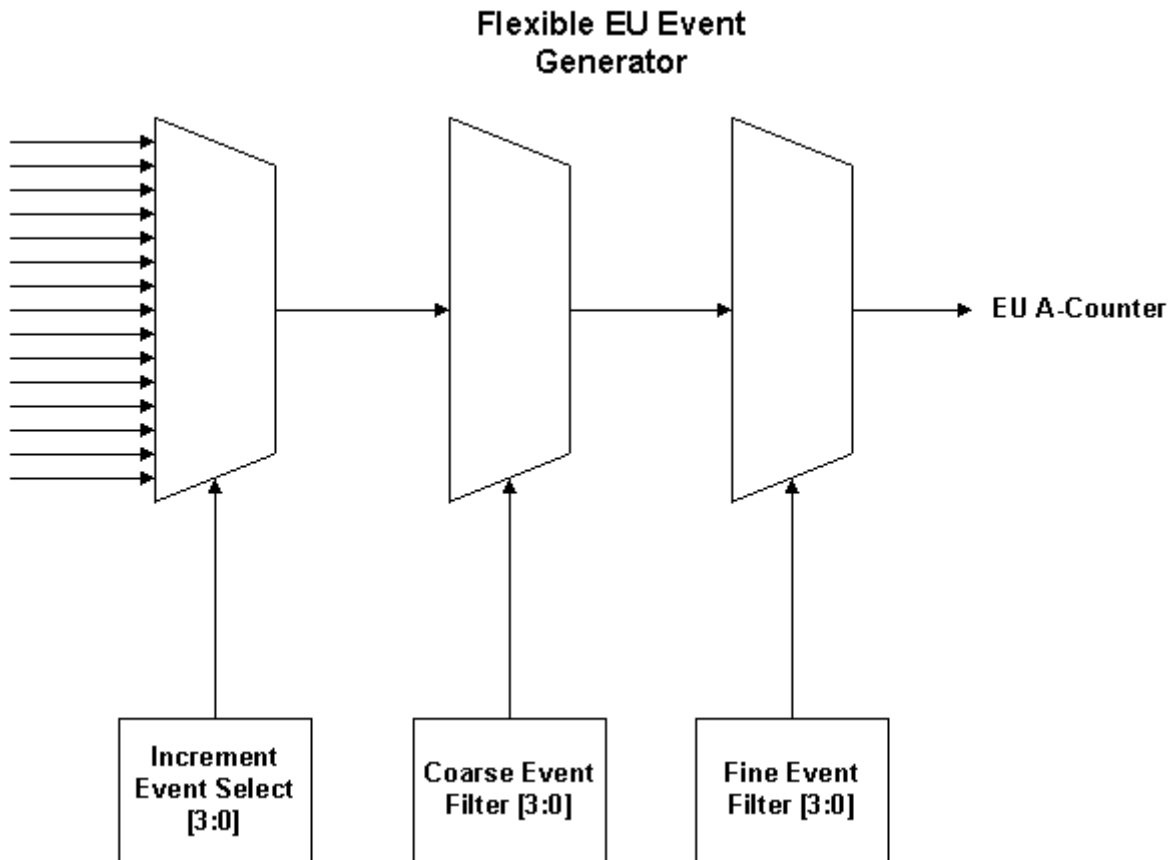 Flexible EU Event
Generator
EU A-Counter
Increment
Event Select
[3:0]
Coarse Event
Filter [3:0]
Fine Event
Filter [3:0]